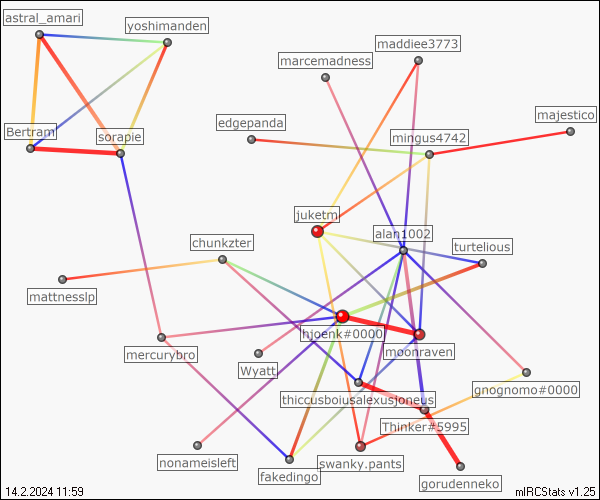 astral_amari
yoshimanden
maddiee3773
marcemadness
majestico
edgepanda
Bertram
sorapie
mingus4742
juketm
alan1002
chunkzter
turtelious
mattnesslp
hjoenk#0000
mercurybro
moonraven
Wyatt
gnognomo#0000
thiccusboiusalexusjoneus
Thinker#5995
nonameisleft
fakedingo
swanky.pants
gorudenneko
14.2.2024 11:59
mIRCStats v1.25